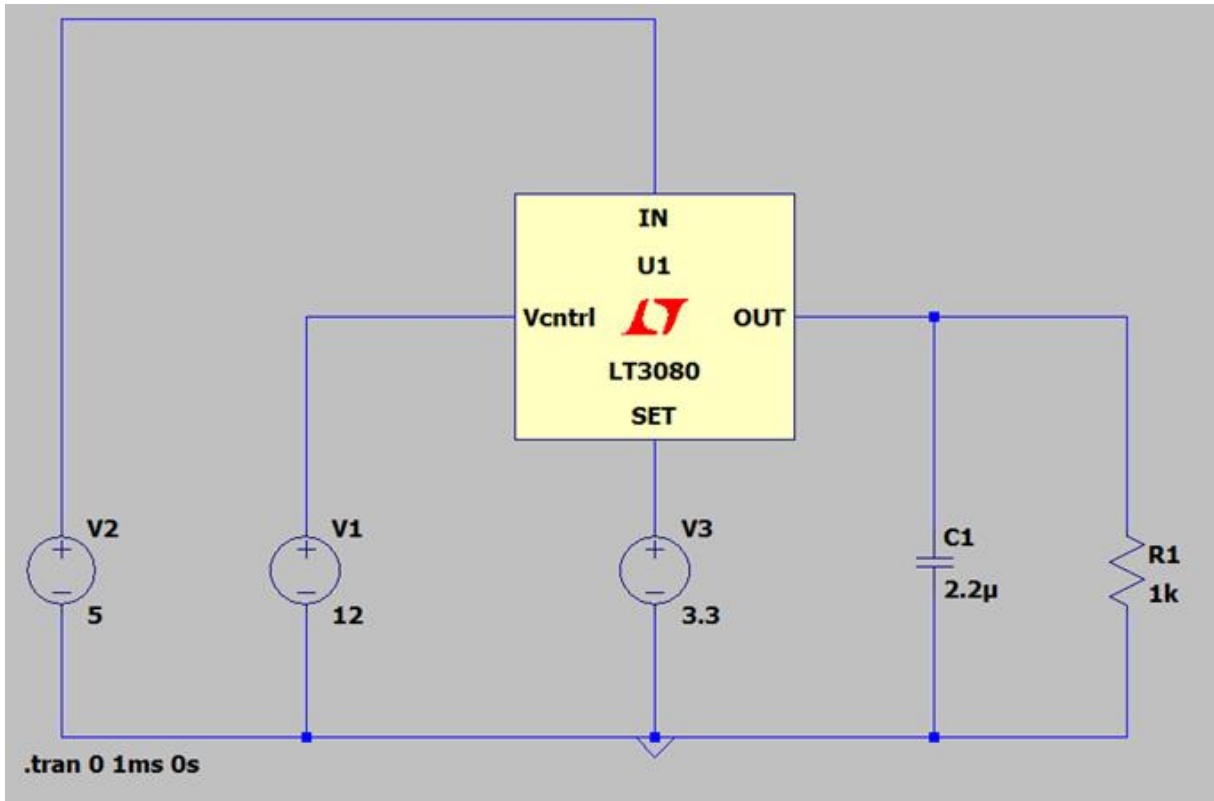 IN
U1
Vcntrl
OUT
LT3080
SET
V2
5
V1
12
V3
3.3
C1
2.2µ
R1
1k
.tran 0 1ms 0s